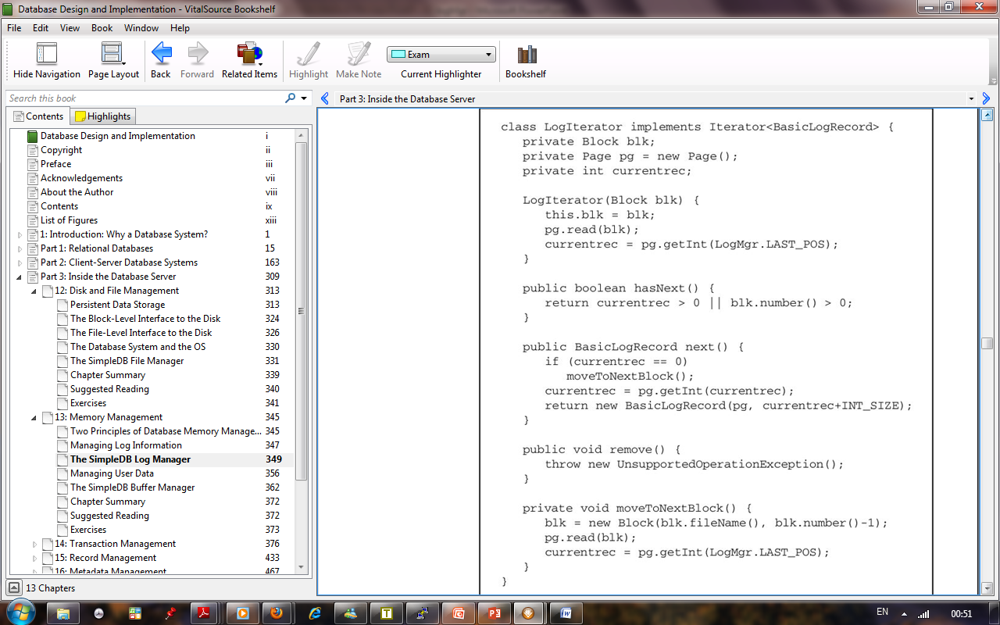 Database Design and Implementation - VitalSource Bookshelf
File Edit View Book Window Help
Hide Navigation Page Layout Back Forward Related Items Highlight Make Note Exam Current Highlighter Bookshelf
Search this book
Part 3: Inside the Database Server
Contents Highlights
Database Design and Implementation i
Copyright ii
Preface iii
Acknowledgements vii
About the Author viii
Contents ix
List of Figures xiii
1: Introduction: Why a Database System? 1
Part 1: Relational Databases 15
Part 2: Client-Server Database Systems 163
Part 3: Inside the Database Server 309
12: Disk and File Management 313
Persistent Data Storage 313
The Block-Level Interface to the Disk 324
The File-Level Interface to the Disk 326
The Database System and the OS 330
The SimpleDB File Manager 331
Chapter Summary 339
Suggested Reading 340
Exercises 341
13: Memory Management 345
Two Principles of Database Memory Manage... 345
Managing Log Information 347
The SimpleDB Log Manager 349
Managing User Data 356
The SimpleDB Buffer Manager 362
Chapter Summary 372
Suggested Reading 372
Exercises 373
14: Transaction Management 376
15: Record Management 433
16: Metadata Management 467
13 Chapters
class LogIterator implements Iterator<BasicLogRecord> {
private Block blk;
private Page pg = new Page();
private int currentrec;
LogIterator(Block blk) {
this.blk = blk;
pg.read(blk);
currentrec = pg.getInt(LogMgr.LAST_POS);
}
public boolean hasNext() {
return currentrec > 0 || blk.number() > 0;
}
public BasicLogRecord next() {
if (currentrec == 0)
moveToNextBlock();
currentrec = pg.getInt(currentrec);
return new BasicLogRecord(pg, currentrec+INT_SIZE);
}
public void remove() {
throw new UnsupportedOperationException();
}
private void moveToNextBlock() {
blk = new Block(blk.fileName(), blk.number()-1);
pg.read(blk);
currentrec = pg.getInt(LogMgr.LAST_POS);
}
}
EN 00:51